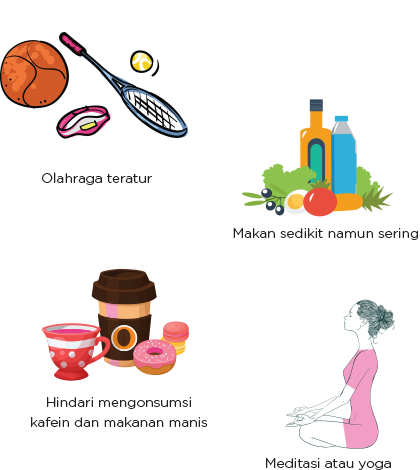 Olahraga teratur
Makan sedikit namun sering
Hindari mengonsumsi
kafein dan makanan manis
Meditasi atau yoga